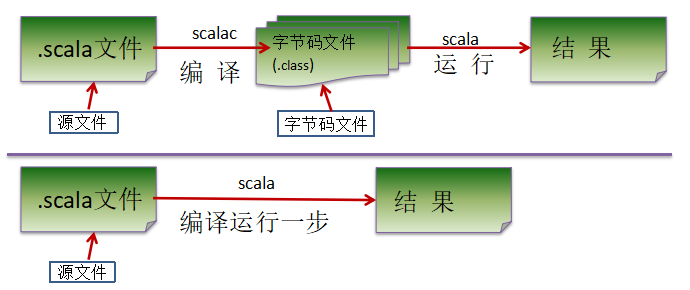 .scala文件
scalac
编 译
字节码文件
(.class)
scala
运 行
结 果
源文件
字节码文件
.scala文件
scala
编译运行一步
结 果
源文件